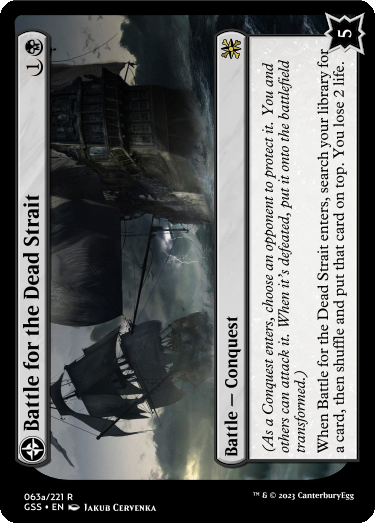 Battle for the Dead Strait
Battle — Conquest
(As a Conquest enters, choose an opponent to protect it. You and
others can attack it. When it's defeated, put it onto the battlefield
transformed.)
When Battle for the Dead Strait enters, search your library for
a card, then shuffle and put that card on top. You lose 2 life.
5
063a/221 R
GSS • EN Jakub Cervenka
™ & © 2023 CanterburyEgg